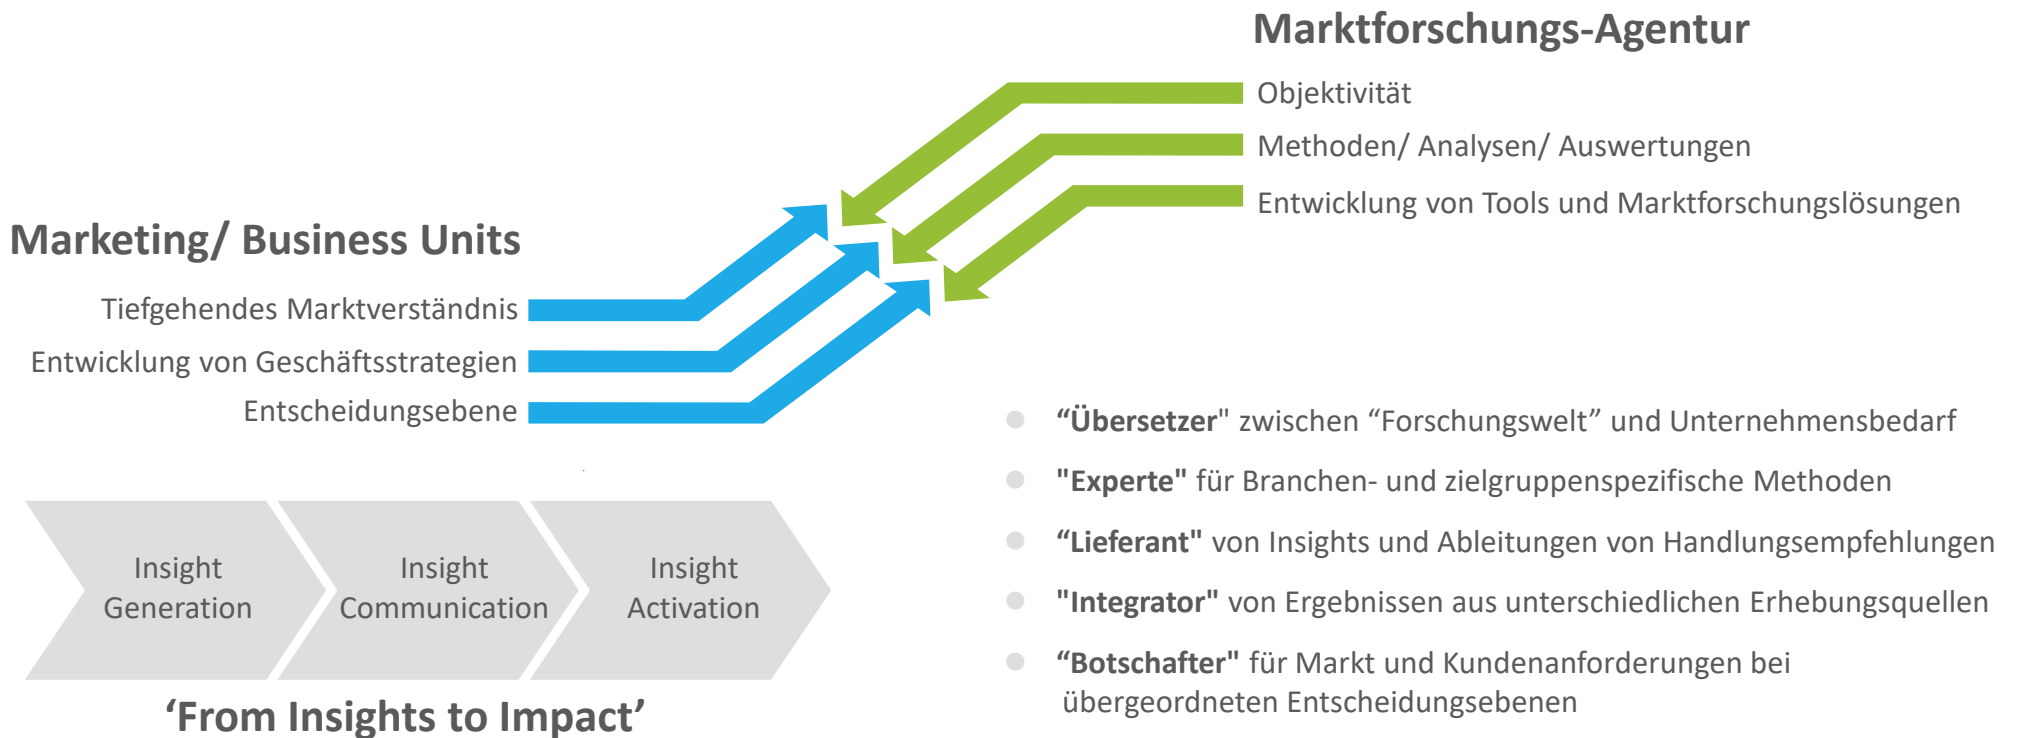 Marktforschungs-Agentur
Objektivität
Methoden/ Analysen/ Auswertungen
Entwicklung von Tools und Marktforschungslösungen
Marketing/ Business Units
Tiefgehendes Marktverständnis
Entwicklung von Geschäftsstrategien
Entscheidungsebene
“Übersetzer" zwischen “Forschungswelt” und Unternehmensbedarf
"Experte" für Branchen- und zielgruppenspezifische Methoden
“Lieferant" von Insights und Ableitungen von Handlungsempfehlungen
"Integrator" von Ergebnissen aus unterschiedlichen Erhebungsquellen
“Botschafter" für Markt und Kundenanforderungen bei
übergeordneten Entscheidungsebenen
Insight
Generation
Insight
Communication
Insight
Activation
‘From Insights to Impact’